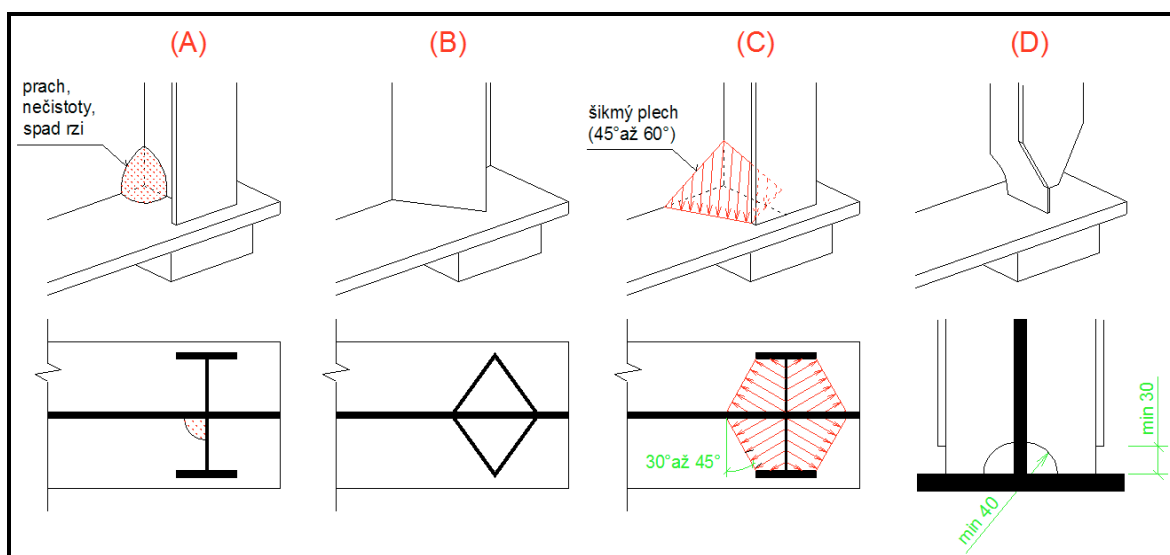 (A)
(B)
(C)
(D)
prach,
nečistoty,
spad rzi
šikmý plech
(45°až 60°)
30°až 45°
min 30
min 40